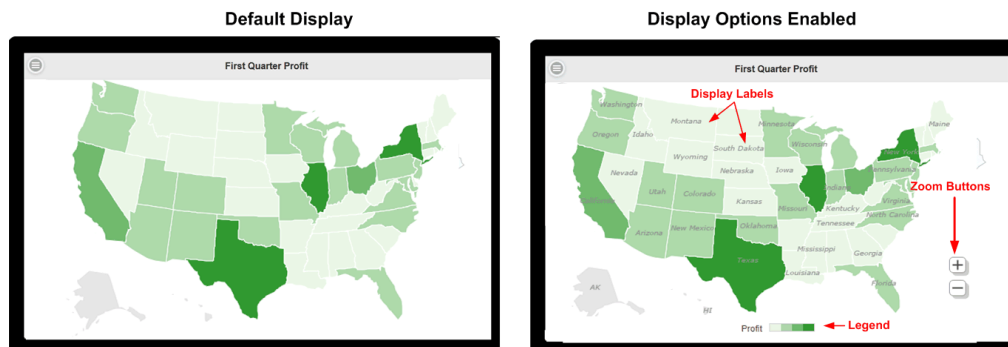 Default Display
First Quarter Profit
Display Options Enabled
First Quarter Profit
Display Labels
Washington
Montana
Minnesota
Maine
Oregon
Idaho
South Dakota
Wisconsin
New York
Wyoming
Nebraska
Iowa
Pennsylvania
Nevada
Utah
Colorado
Kansas
Missouri
Indiana
Kentucky
Virginia
Zoom Buttons
California
Arizona
New Mexico
Oklahoma
Tennessee
North Carolina
Texas
Mississippi
Georgia
Louisiana
Florida
AK
HI
+
−
Profit
Legend